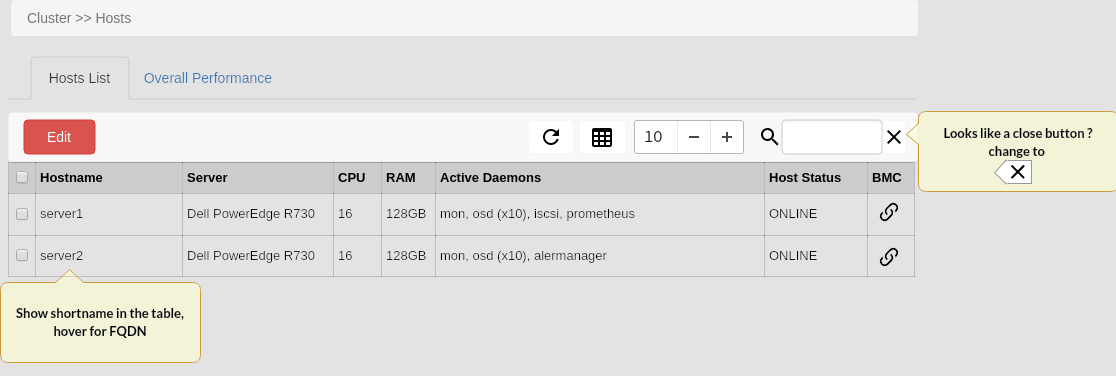 Cluster >> Hosts
Hosts List Overall Performance
Edit 10
Looks like a close button ?
change to
Hostname Server CPU RAM Active Daemons Host Status BMC
server1 Dell PowerEdge R730 16 128GB mon, osd (x10), iscsi, prometheus ONLINE
server2 Dell PowerEdge R730 16 128GB mon, osd (x10), alermanager ONLINE
Show shortname in the table,
hover for FQDN